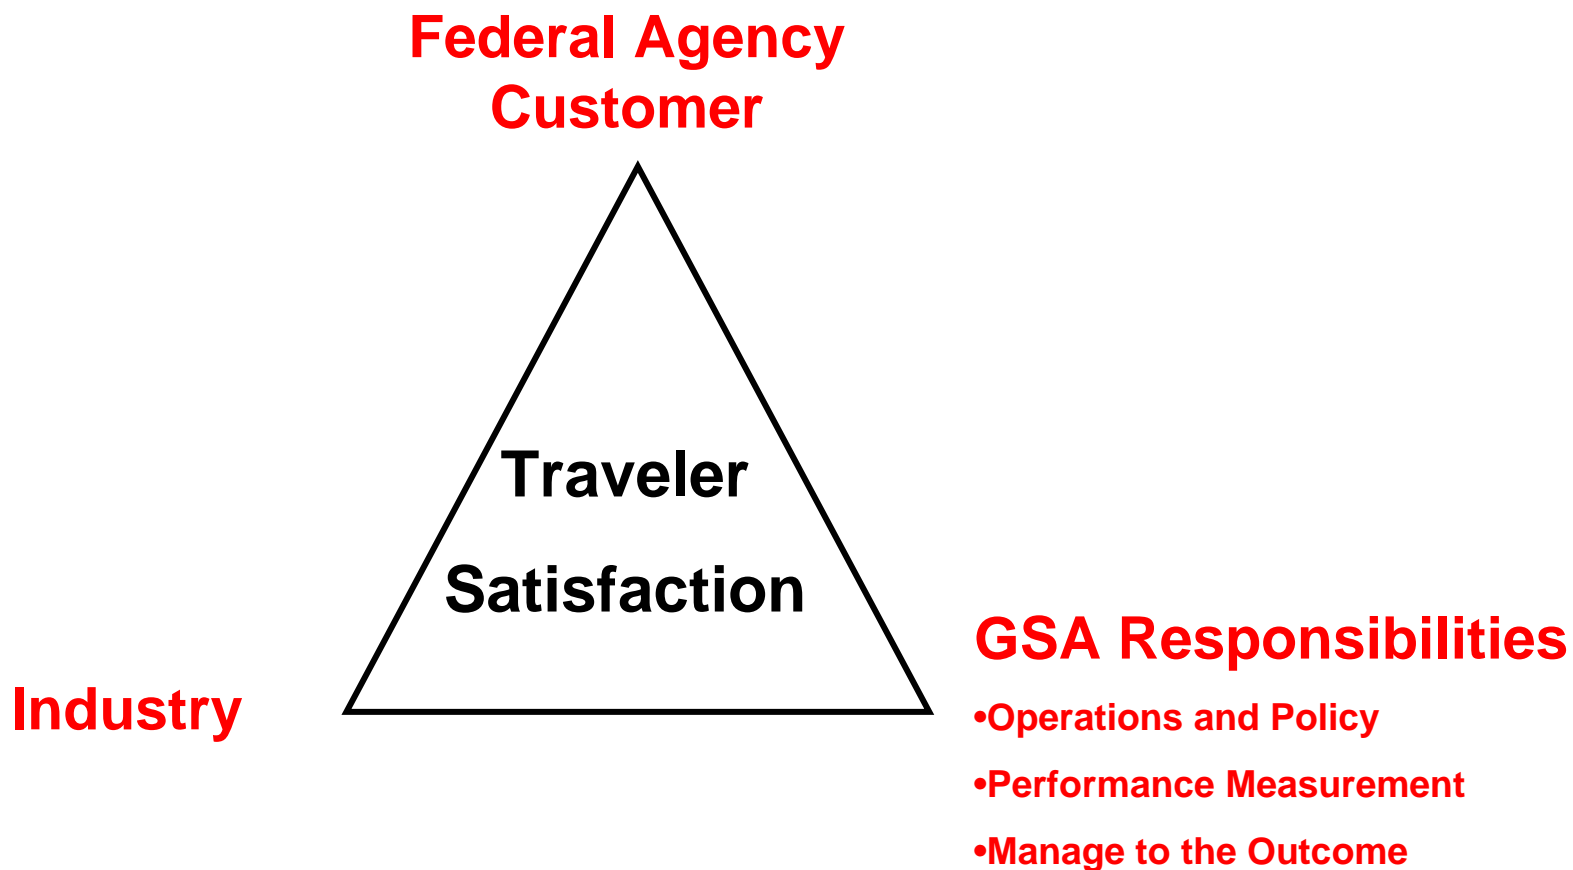 Federal Agency
Customer
Traveler
Satisfaction
Industry
GSA Responsibilities
•Operations and Policy
•Performance Measurement
•Manage to the Outcome